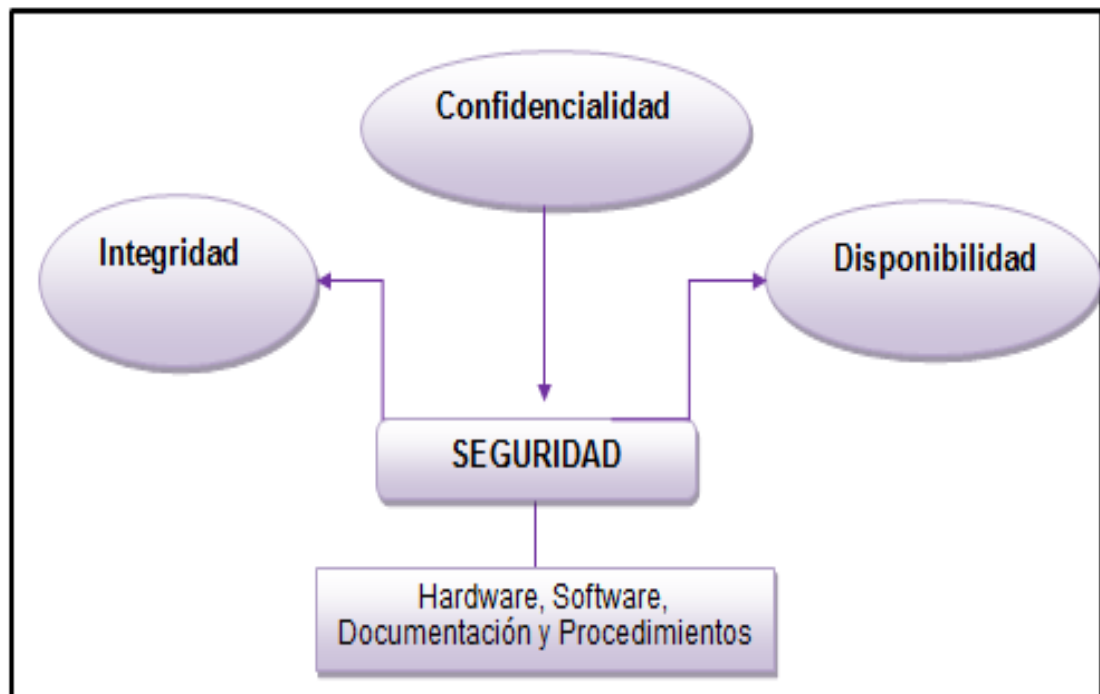 Confidencialidad
Integridad
Disponibilidad
SEGURIDAD
Hardware, Software,
Documentación y Procedimientos